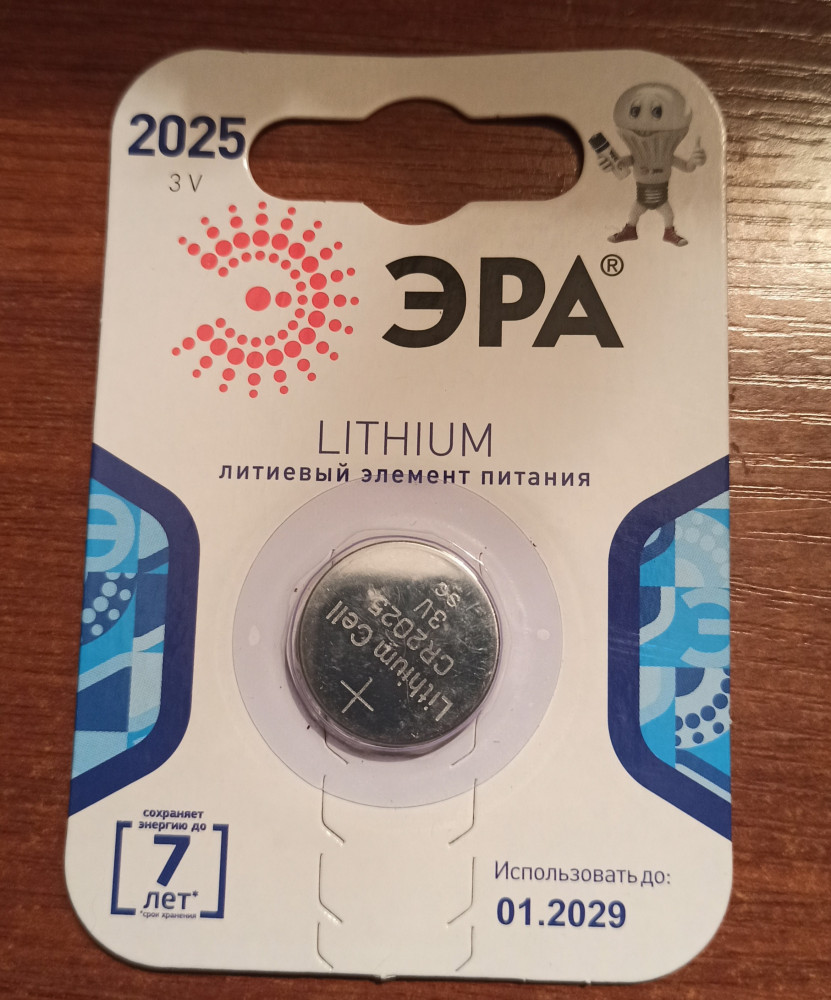 2025
3 V
ЭРА®
LITHIUM
литиевый элемент питания
Lithium Cell
CR2025
3V
сохраняет
энергию до
7
лет*
*срок хранения
Использовать до:
01.2029